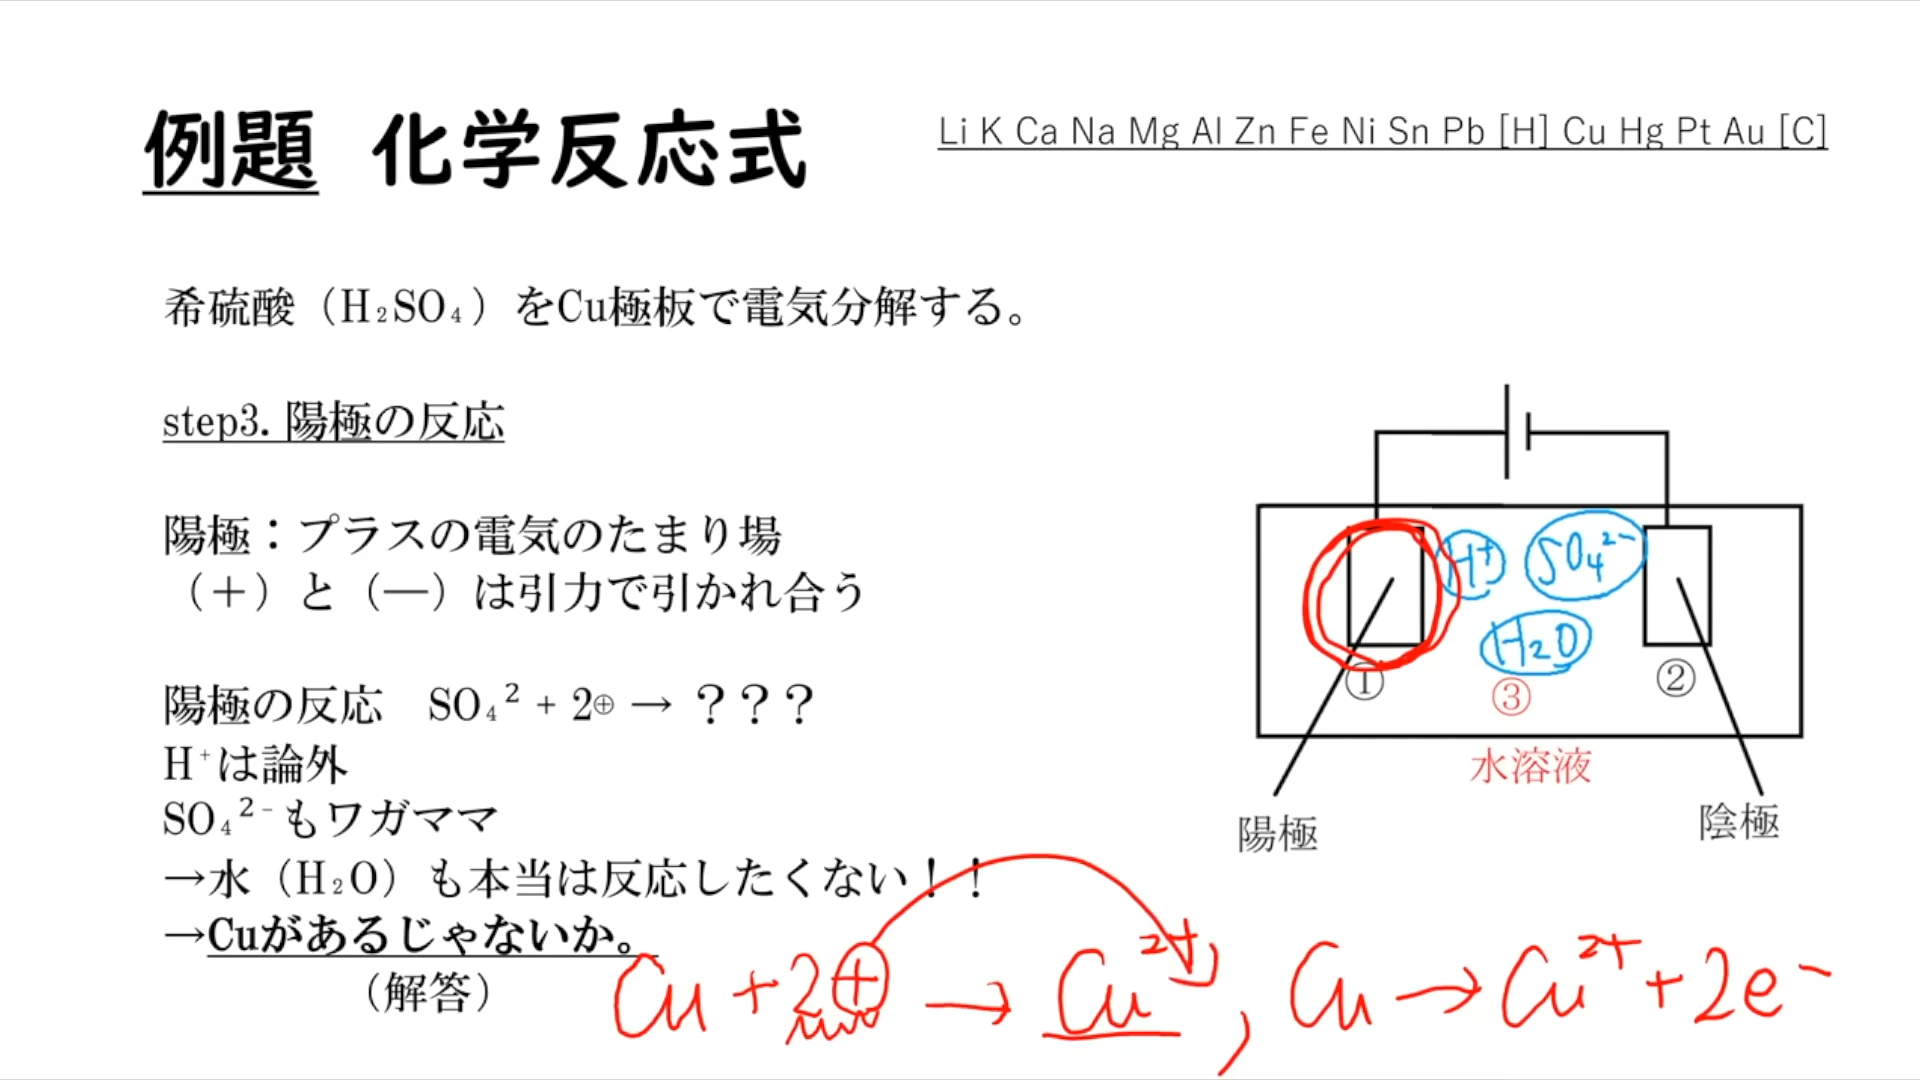 例題 化学反応式
Li K Ca Na Mg Al Zn Fe Ni Sn Pb [H] Cu Hg Pt Au [C]
希硫酸（H₂SO₄）をCu極板で電気分解する。
step3. 陽極の反応
陽極：プラスの電気のたまり場
（＋）と（―）は引力で引かれ合う
陽極の反応 SO₄² + 2⊕ → ？？？
H⁺は論外
SO₄²⁻もワガママ
→水（H₂O）も本当は反応したくない！！
→Cuがあるじゃないか。
（解答） Cu + 2⊕ → Cu²⁺, Cu → Cu²⁺ + 2e⁻
H⁺ SO₄²⁻
H₂O
① ③ ②
水溶液
陽極 陰極